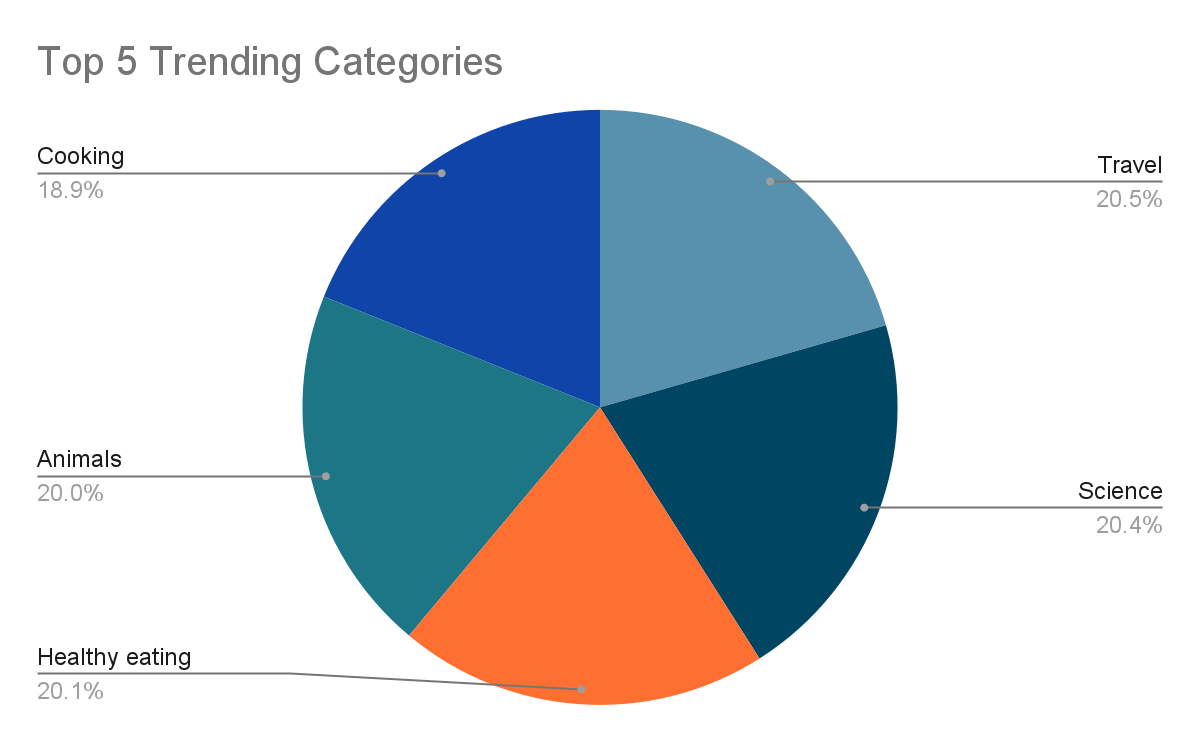 Top 5 Trending Categories
Cooking
18.9%
Travel
20.5%
Animals
20.0%
Science
20.4%
Healthy eating
20.1%